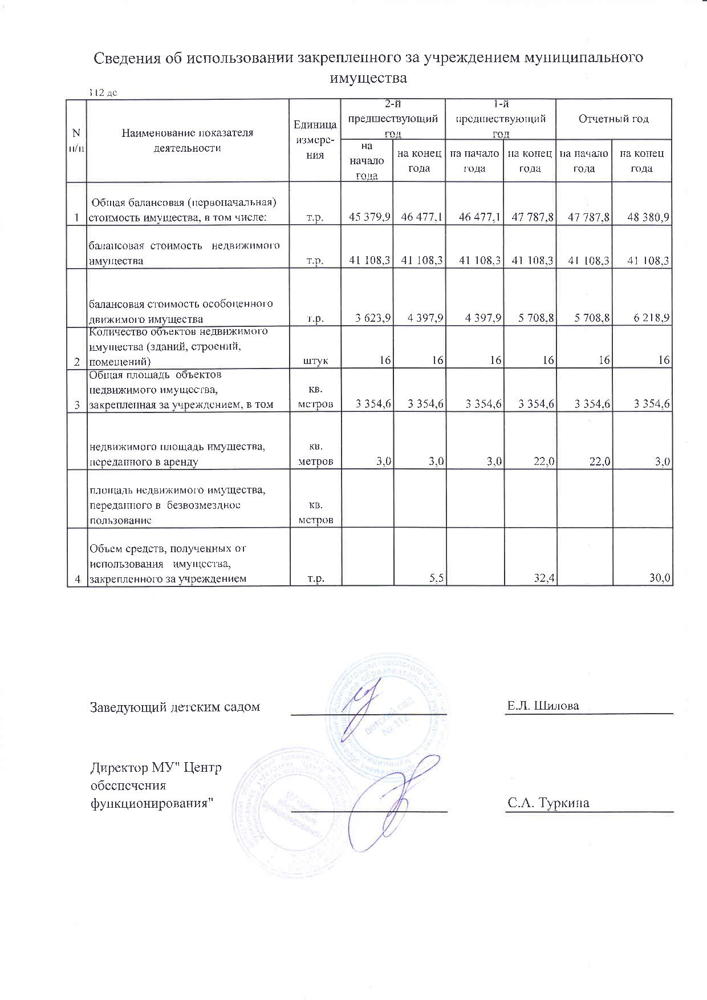 Сведения об использовании закрепленного за учреждением муниципального
имущества
112 дс
N п/п | Наименование показателя деятельности | Единица измере-ния | 2-й предшествующий год | 1-й предшествующий год | Отчетный год
на начало года | на конец года | на начало года | на конец года | на начало года | на конец года
Общая балансовая (первоначальная)
1 стоимость имущества, в том числе: т.р. 45 379,9 46 477,1 46 477,1 47 787,8 47 787,8 48 380,9
балансовая стоимость недвижимого
имущества т.р. 41 108,3 41 108,3 41 108,3 41 108,3 41 108,3 41 108,3
балансовая стоимость особоценного
движимого имущества т.р. 3 623,9 4 397,9 4 397,9 5 708,8 5 708,8 6 218,9
Количество объектов недвижимого
имущества (зданий, строений,
2 помещений) штук 16 16 16 16 16 16
Общая площадь объектов
недвижимого имущества, кв.
3 закрепленная за учреждением, в том метров 3 354,6 3 354,6 3 354,6 3 354,6 3 354,6 3 354,6
недвижимого площадь имущества, кв.
переданного в аренду метров 3,0 3,0 3,0 22,0 22,0 3,0
площадь недвижимого имущества,
переданного в безвозмездное кв.
пользование метров
Объем средств, полученных от
использования имущества,
4 закрепленного за учреждением т.р. 5,5 32,4 30,0
Заведующий детским садом Е.Л. Шилова
детский сад
№ 112
Директор МУ" Центр
обеспечения
функционирования" С.А. Туркина
МУ «Центр
обеспечения
функционирования»